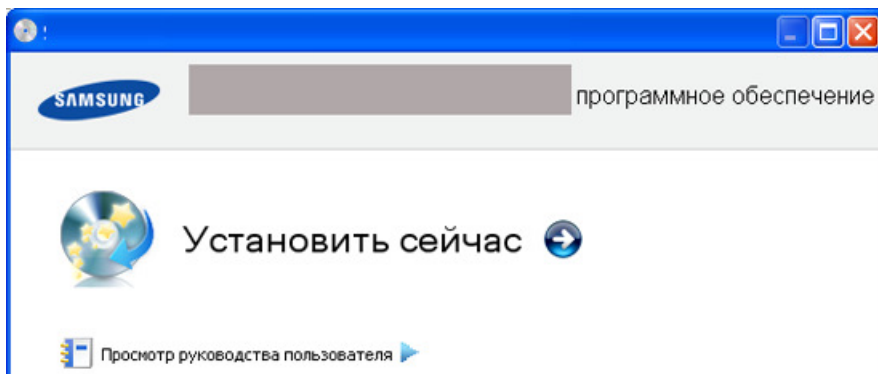 SAMSUNG
программное обеспечение
Установить сейчас
Просмотр руководства пользователя